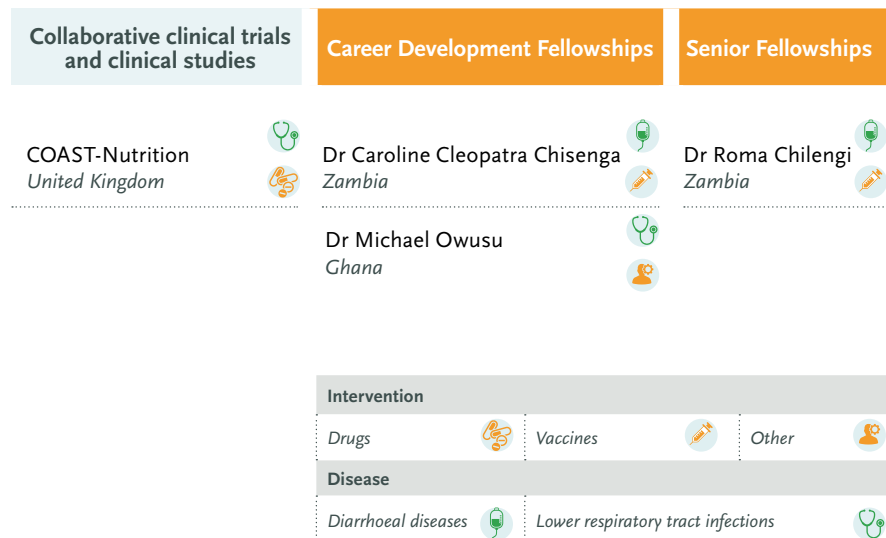 Collaborative clinical trials
and clinical studies
Career Development Fellowships
Senior Fellowships
COAST-Nutrition
United Kingdom
Dr Caroline Cleopatra Chisenga
Zambia
Dr Roma Chilengi
Zambia
Dr Michael Owusu
Ghana
Intervention
Drugs
Vaccines
Other
Disease
Diarrhoeal diseases
Lower respiratory tract infections